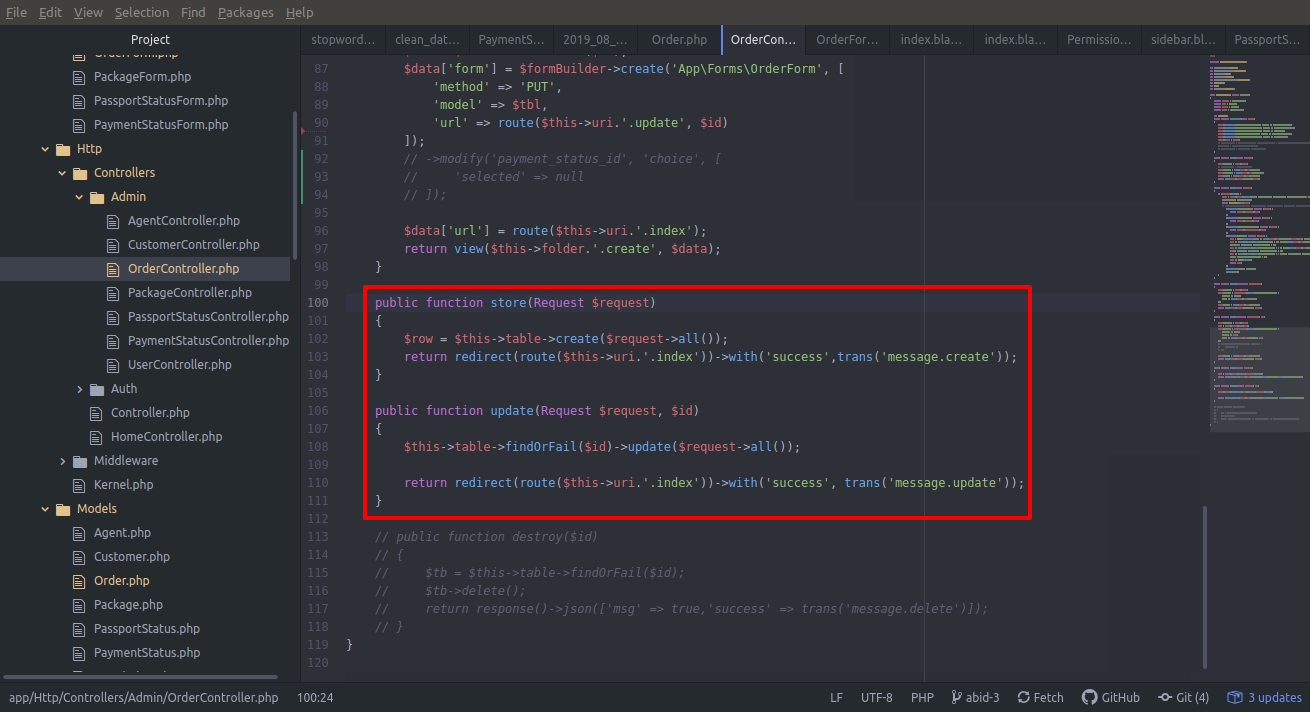 File Edit View Selection Find Packages Help
Project
stopword... clean_dat... PaymentS... 2019_08_... Order.php OrderCon... OrderFor... index.bla... index.bla... Permissio... sidebar.bl... PassportS...
OrderForm.php
PackageForm.php
PassportStatusForm.php
PaymentStatusForm.php
Http
Controllers
Admin
AgentController.php
CustomerController.php
OrderController.php
PackageController.php
PassportStatusController.php
PaymentStatusController.php
UserController.php
Auth
Controller.php
HomeController.php
Middleware
Kernel.php
Models
Agent.php
Customer.php
Order.php
Package.php
PassportStatus.php
PaymentStatus.php
87 $data['form'] = $formBuilder->create('App\Forms\OrderForm', [
88 'method' => 'PUT',
89 'model' => $tbl,
90 'url' => route($this->uri.'.update', $id)
91 ]);
92 // ->modify('payment_status_id', 'choice', [
93 // 'selected' => null
94 // ]);
95
96 $data['url'] = route($this->uri.'.index');
97 return view($this->folder.'.create', $data);
98 }
99
100 public function store(Request $request)
101 {
102 $row = $this->table->create($request->all());
103 return redirect(route($this->uri.'.index'))->with('success',trans('message.create'));
104 }
105
106 public function update(Request $request, $id)
107 {
108 $this->table->findOrFail($id)->update($request->all());
109
110 return redirect(route($this->uri.'.index'))->with('success', trans('message.update'));
111 }
112
113 // public function destroy($id)
114 // {
115 // $tb = $this->table->findOrFail($id);
116 // $tb->delete();
117 // return response()->json(['msg' => true,'success' => trans('message.delete')]);
118 // }
119 }
120
app/Http/Controllers/Admin/OrderController.php 100:24 LF UTF-8 PHP abid-3 Fetch GitHub Git (4) 3 updates